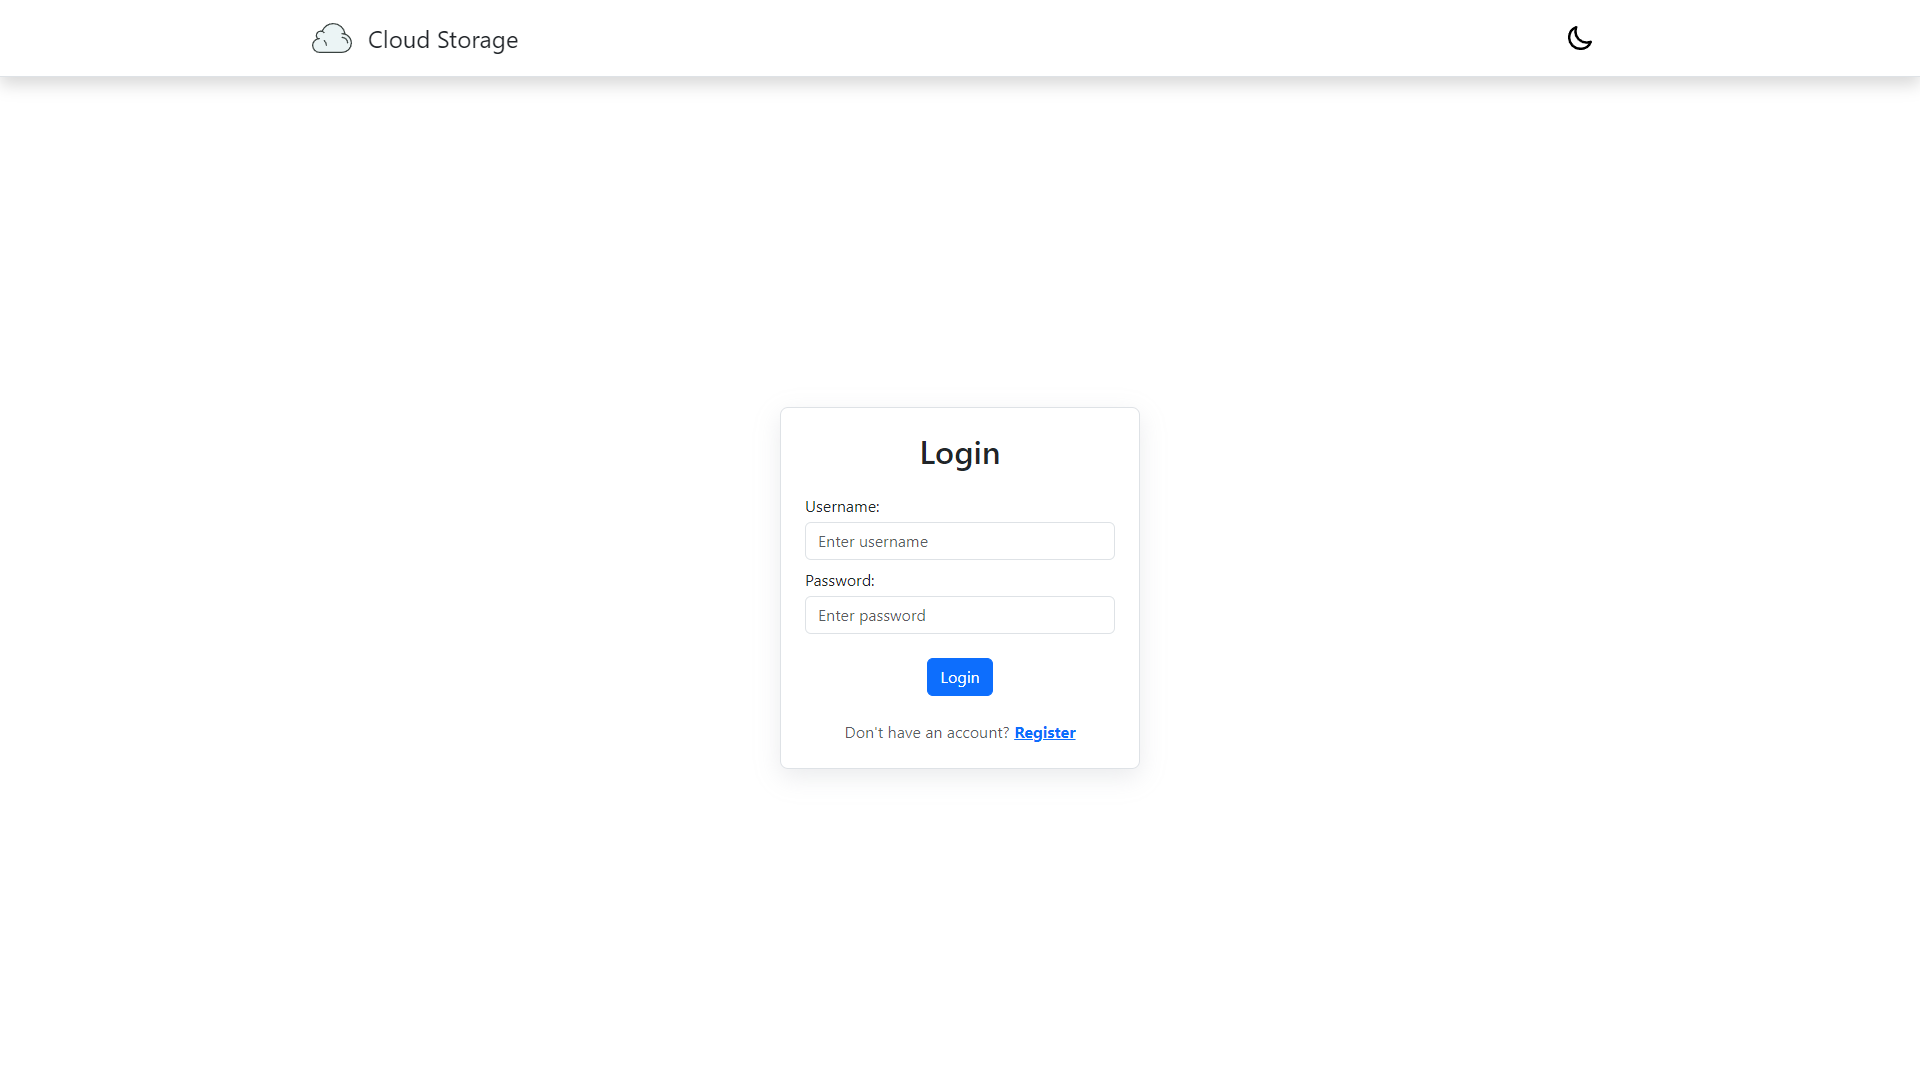 Cloud Storage
Login
Username:
Enter username
Password:
Enter password
Login
Don't have an account? Register